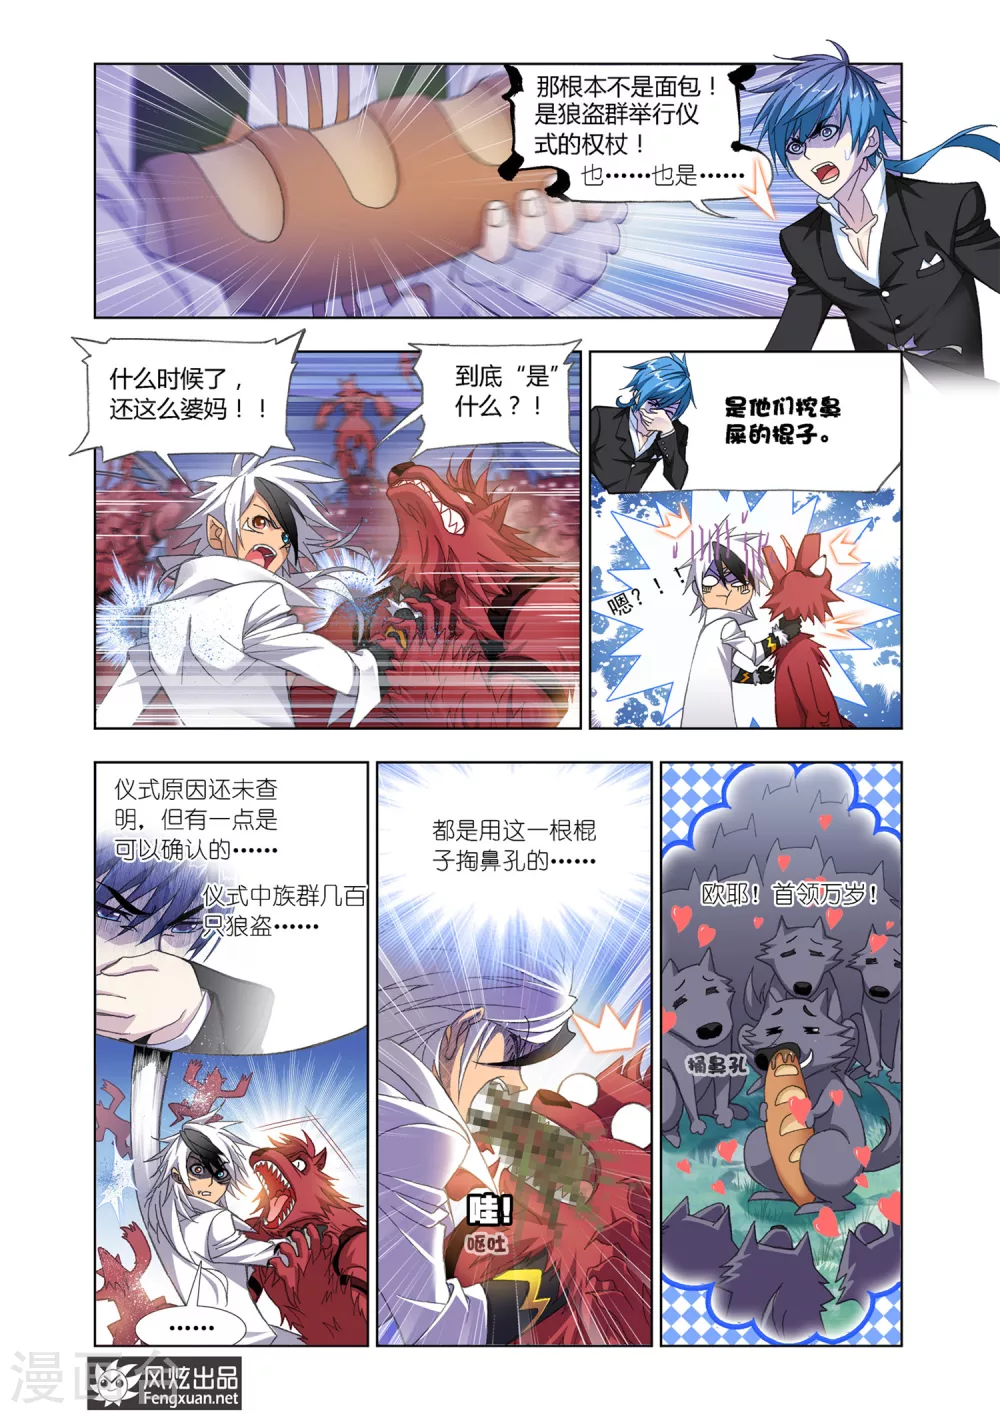 那根本不是面包！
是狼盗群举行仪
式的权杖！
也……也是……
什么时候了，
还这么婆妈！！
到底“是”
什么？！
是他们挖鼻
屎的棍子。
嗯？！！
仪式原因还未查
明，但有一点是
可以确认的……
仪式中族群几百
只狼盗……
……
都是用这一根棍
子掏鼻孔的……
哇！
呕吐
欧耶！首领万岁！
捅鼻孔
漫画台
风炫出品
Fengxuan.net